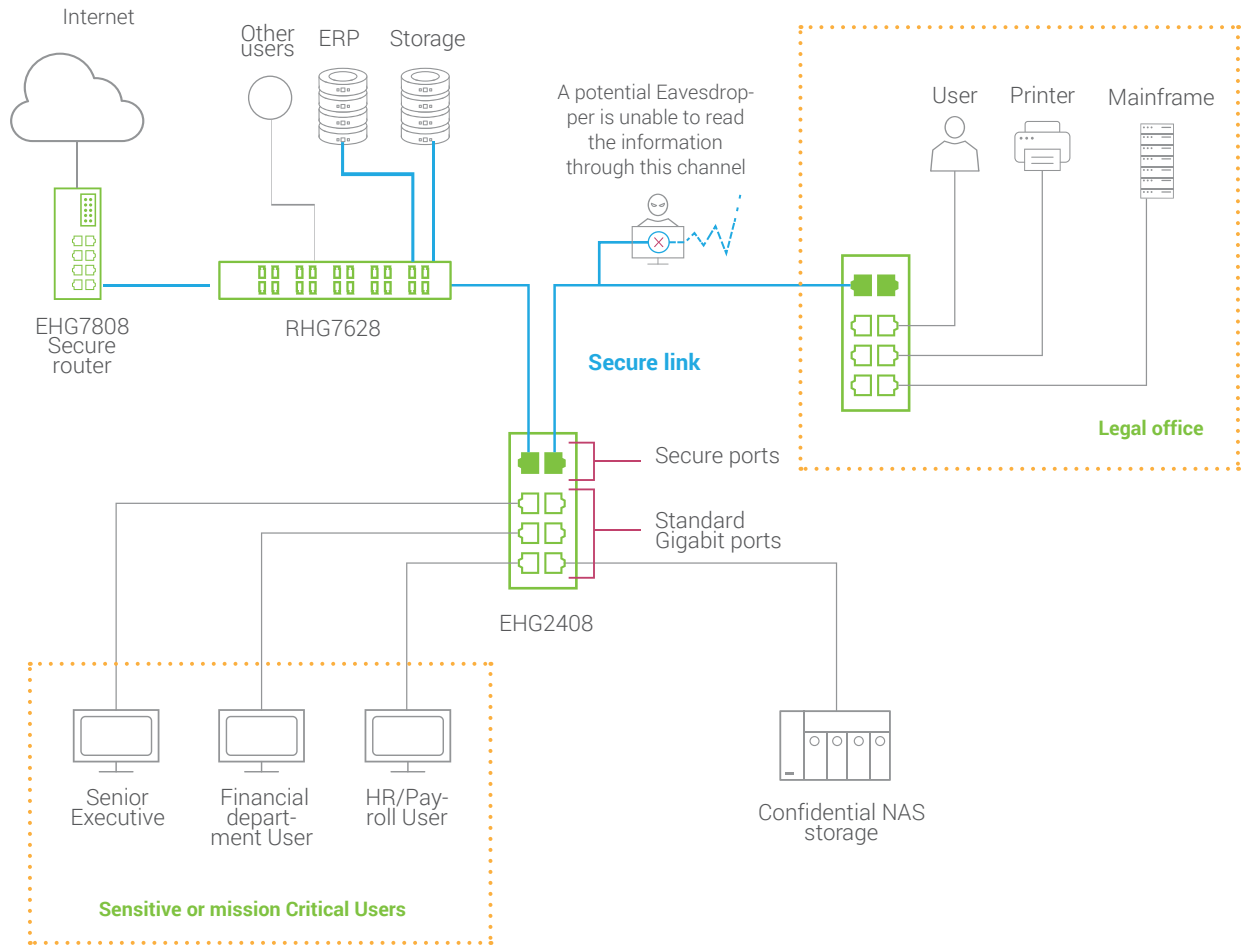 Internet
Other
users
ERP
Storage
A potential Eavesdrop-
per is unable to read
the information
through this channel
User
Printer
Mainframe
EHG7808
Secure
router
RHG7628
Secure link
Legal office
Secure ports
Standard
Gigabit ports
EHG2408
Senior
Executive
Financial
depart-
ment User
HR/Pay-
roll User
Confidential NAS
storage
Sensitive or mission Critical Users